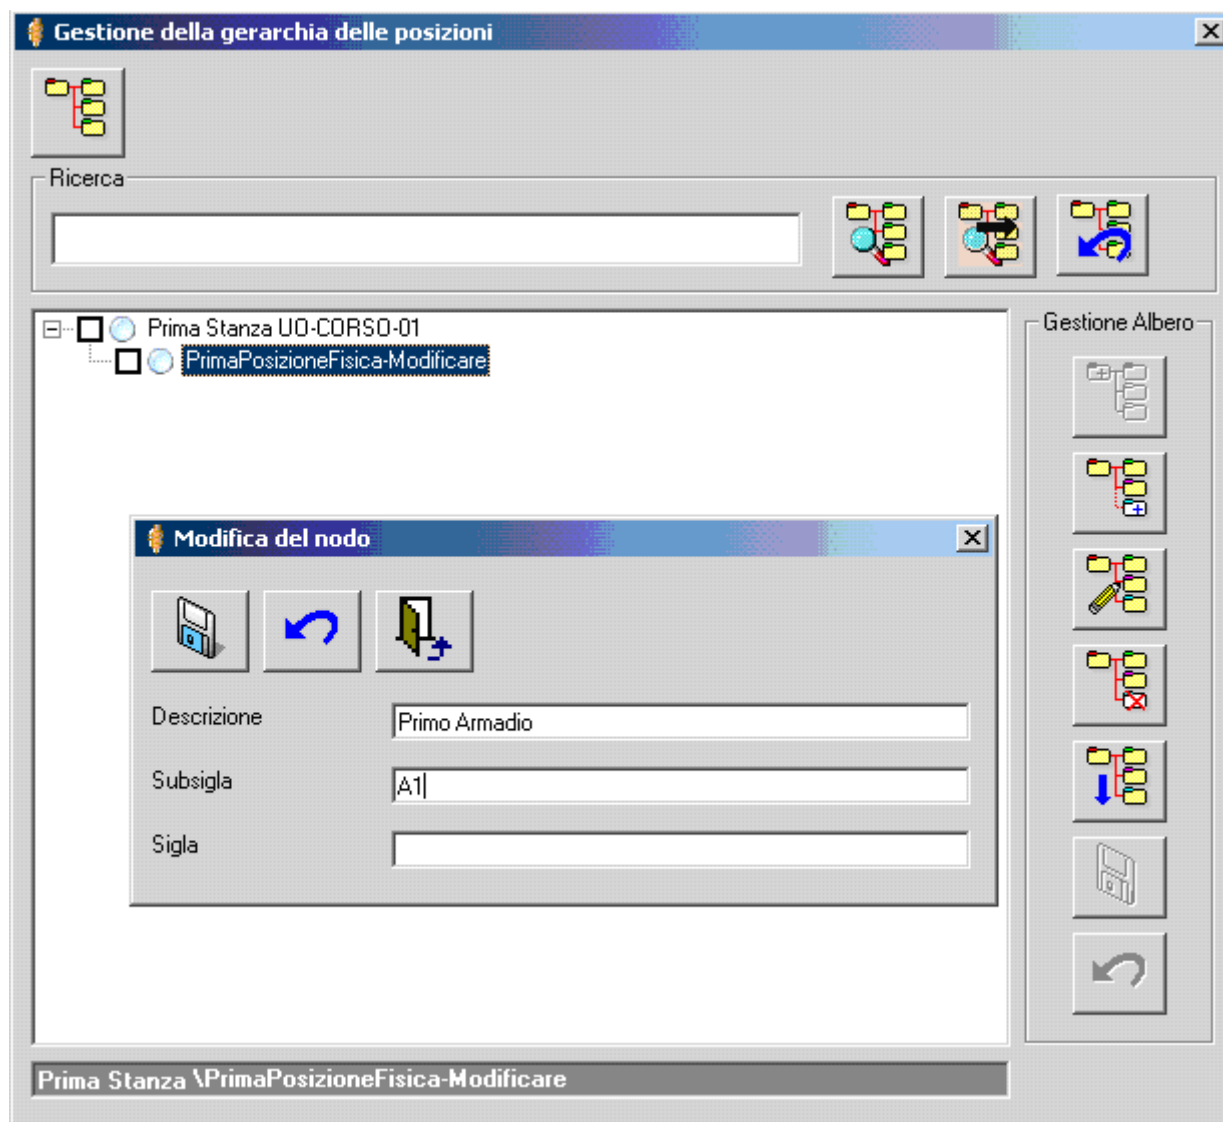 Gestione della gerarchia delle posizioni
Ricerca
Prima Stanza UO-CORSO-01
PrimaPosizioneFisica-Modificare
Gestione Albero
Modifica del nodo
Descrizione Primo Armadio
Subsigla A1
Sigla
Prima Stanza \PrimaPosizioneFisica-Modificare